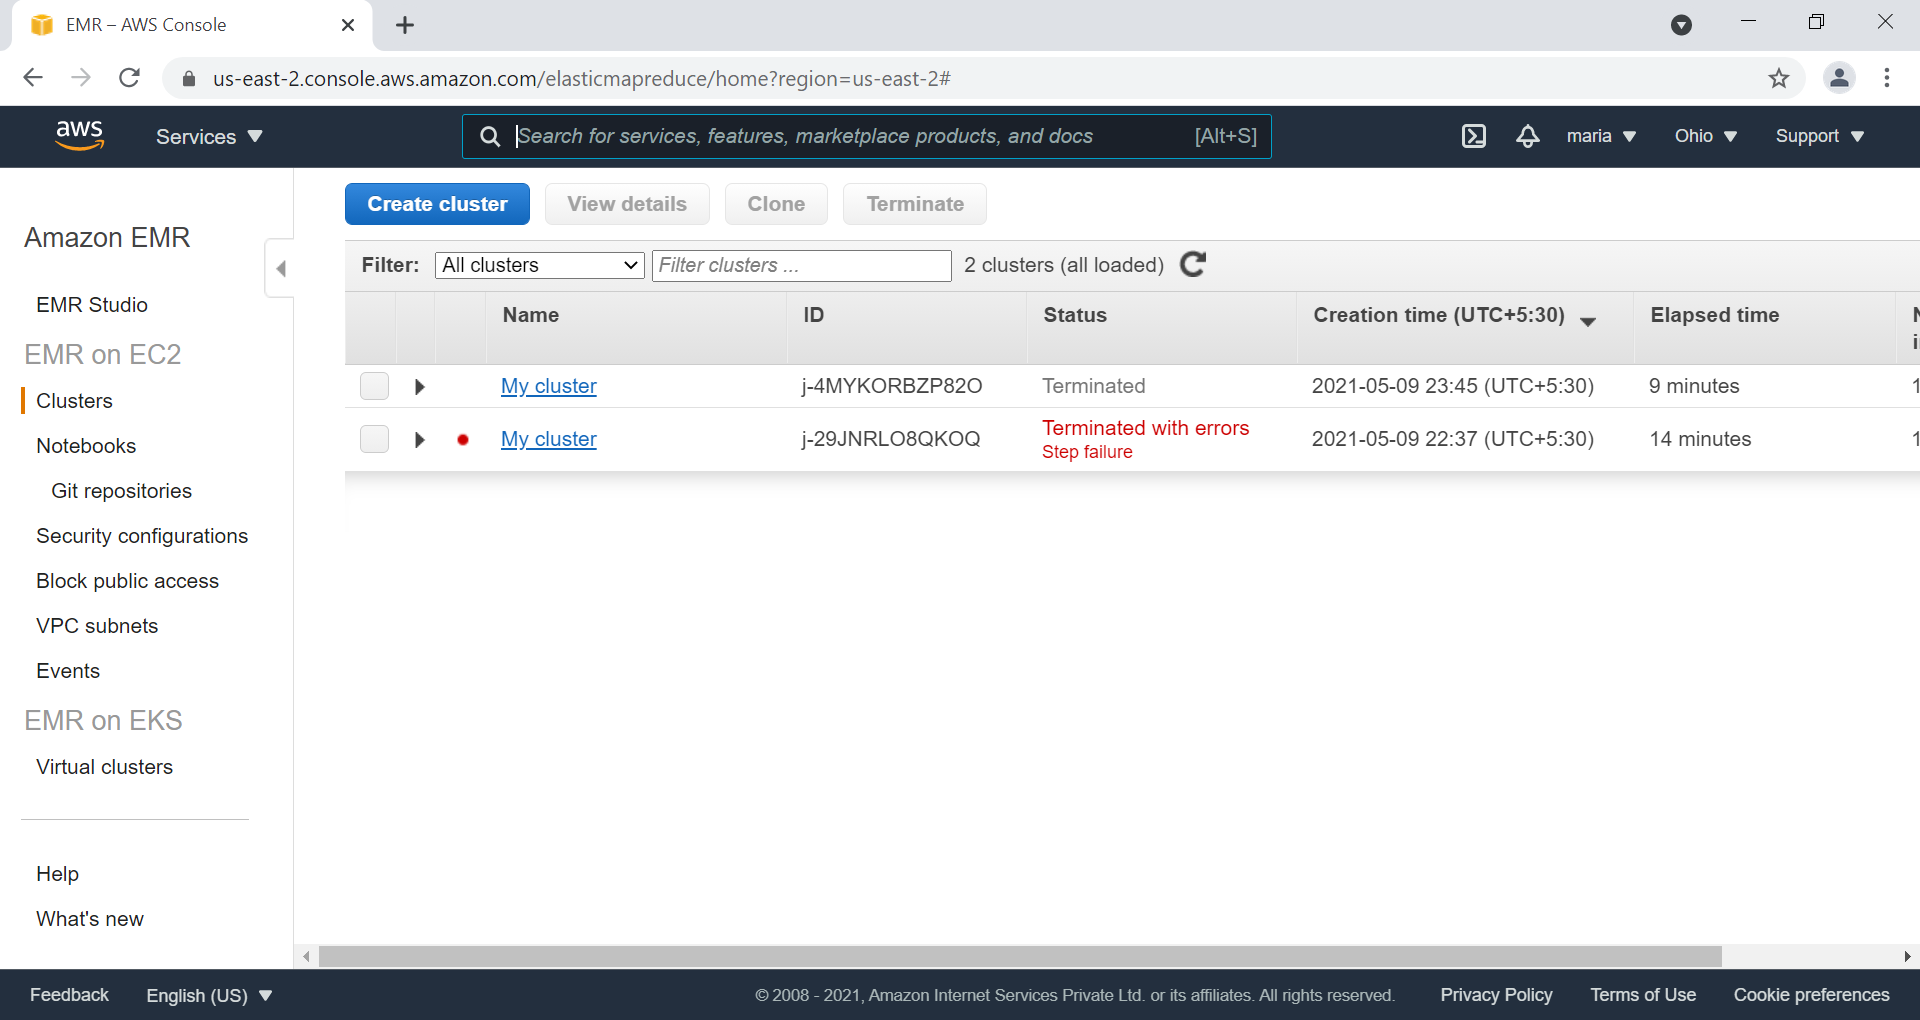 EMR – AWS Console
us-east-2.console.aws.amazon.com/elasticmapreduce/home?region=us-east-2#
aws Services Search for services, features, marketplace products, and docs [Alt+S] maria Ohio Support
Amazon EMR
EMR Studio
EMR on EC2
Clusters
Notebooks
Git repositories
Security configurations
Block public access
VPC subnets
Events
EMR on EKS
Virtual clusters
Help
What's new
Create cluster View details Clone Terminate
Filter: All clusters Filter clusters ... 2 clusters (all loaded)
Name ID Status Creation time (UTC+5:30) Elapsed time
My cluster j-4MYKORBZP82O Terminated 2021-05-09 23:45 (UTC+5:30) 9 minutes
My cluster j-29JNRLO8QKOQ Terminated with errors 2021-05-09 22:37 (UTC+5:30) 14 minutes
Step failure
Feedback English (US) © 2008 - 2021, Amazon Internet Services Private Ltd. or its affiliates. All rights reserved. Privacy Policy Terms of Use Cookie preferences